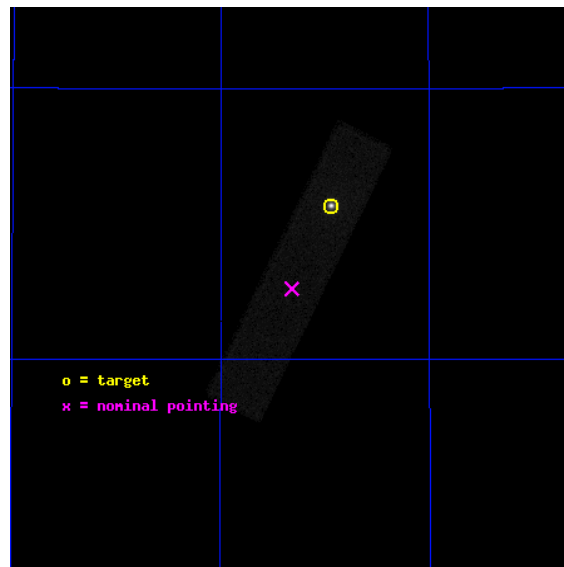 o = target
x = nominal pointing